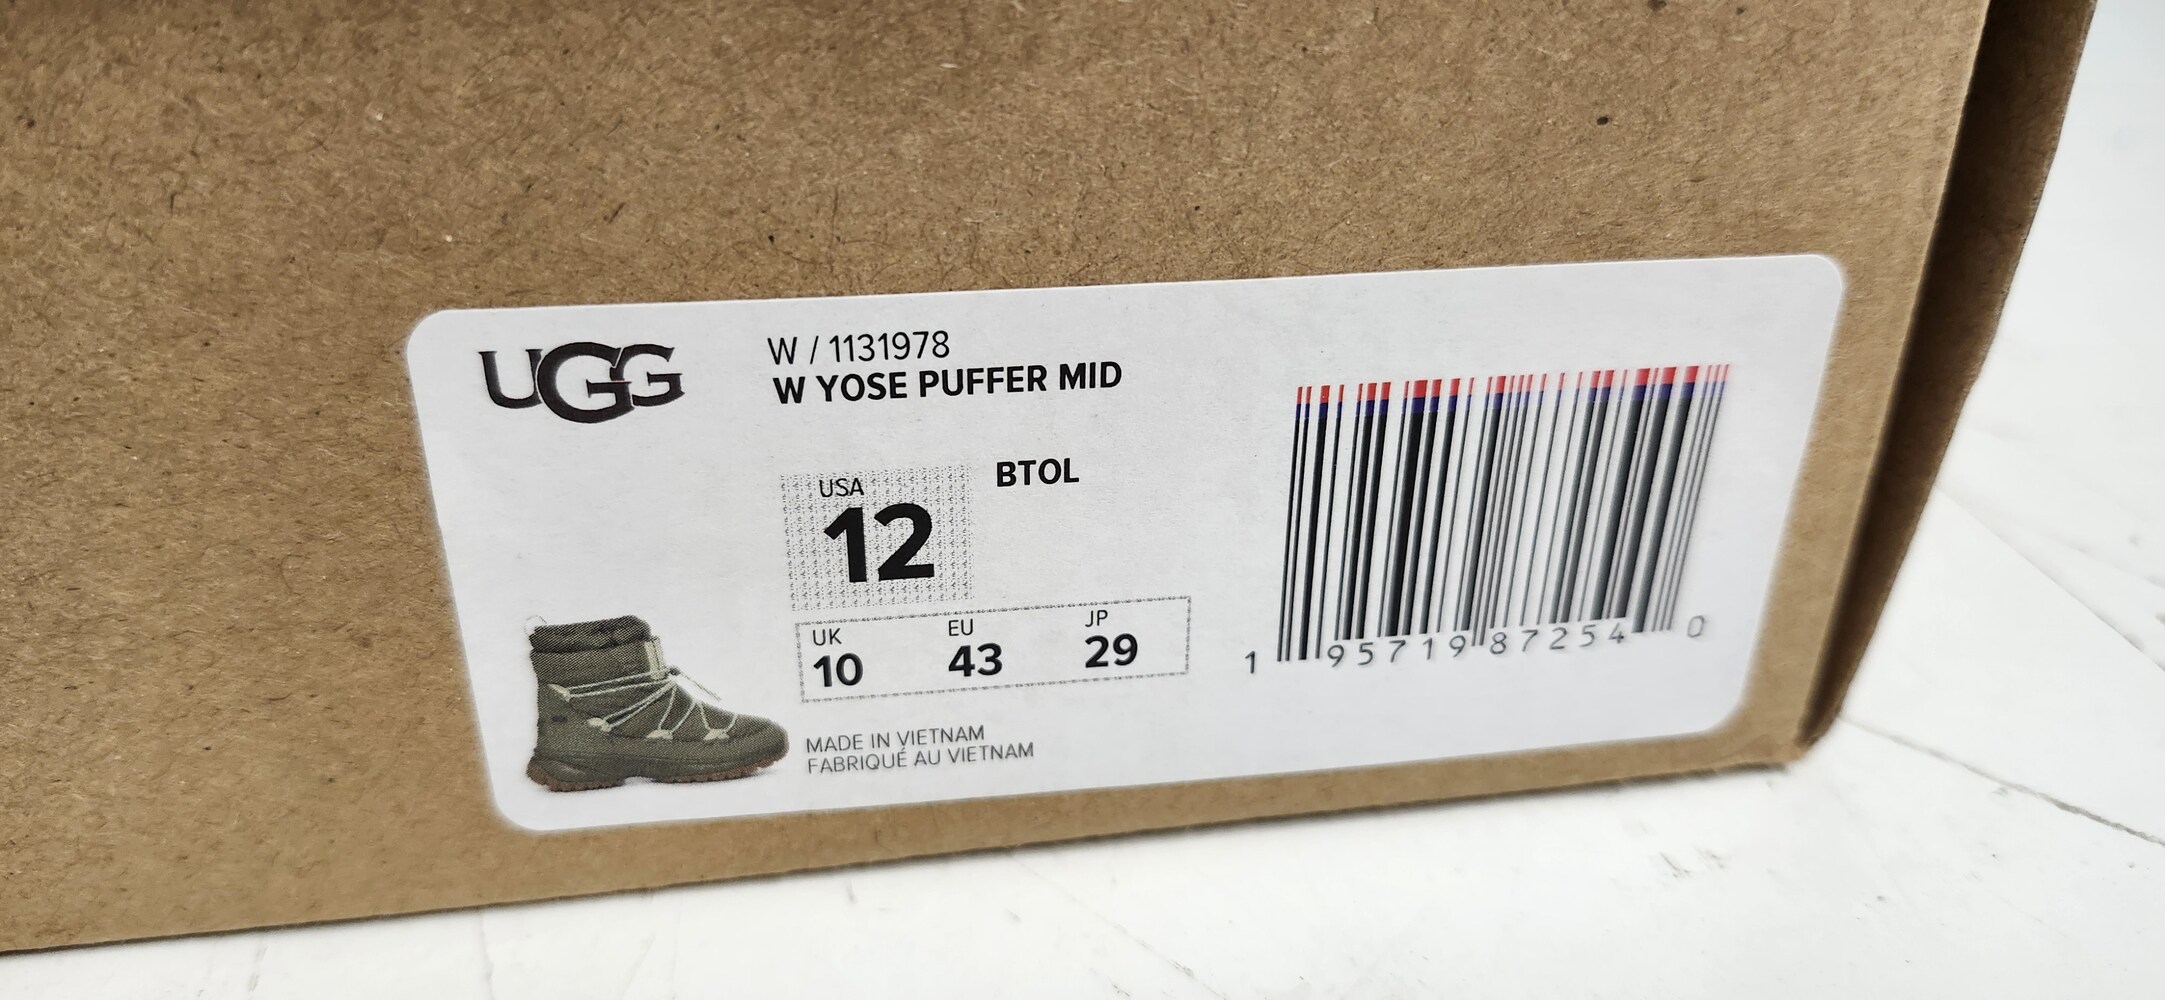 UGG
W / 1131978
W YOSE PUFFER MID
BTOL
USA
12
UK EU JP
10 43 29
MADE IN VIETNAM
FABRIQUÉ AU VIETNAM
1 95719 87254 0